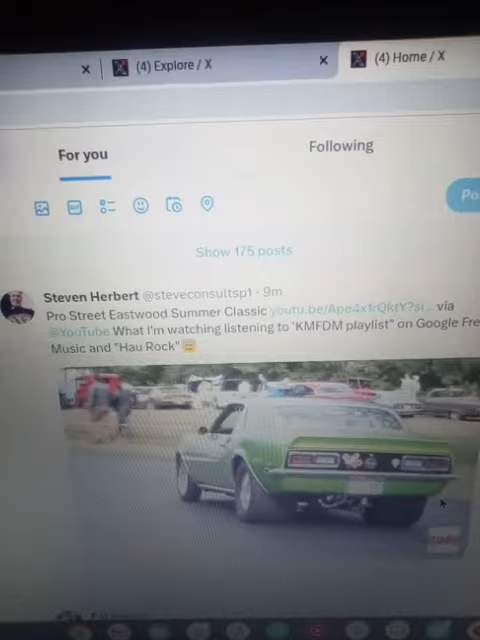 (4) Explore / X
(4) Home / X
For you
Following
GIF
Po
Show 175 posts
Steven Herbert @steveconsultsp1 · 9m
Pro Street Eastwood Summer Classic youtu.be/Ape4x1rQktY?si... via
@YouTube What I'm watching listening to 'KMFDM playlist" on Google Fre
Music and "Hau Rock"